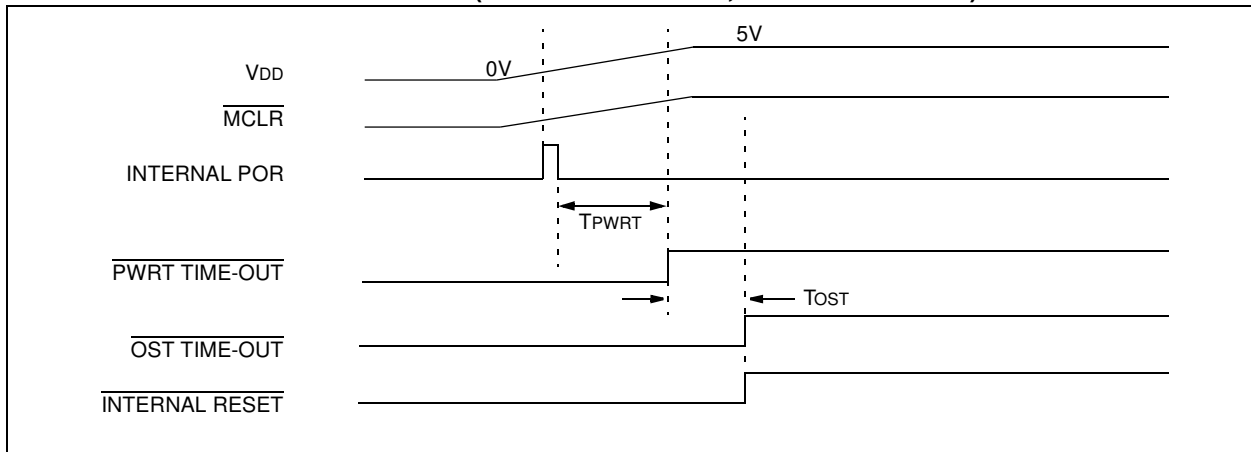 5V
VDD
0V
MCLR
INTERNAL POR
TPWRT
PWRT TIME-OUT
TOST
OST TIME-OUT
INTERNAL RESET